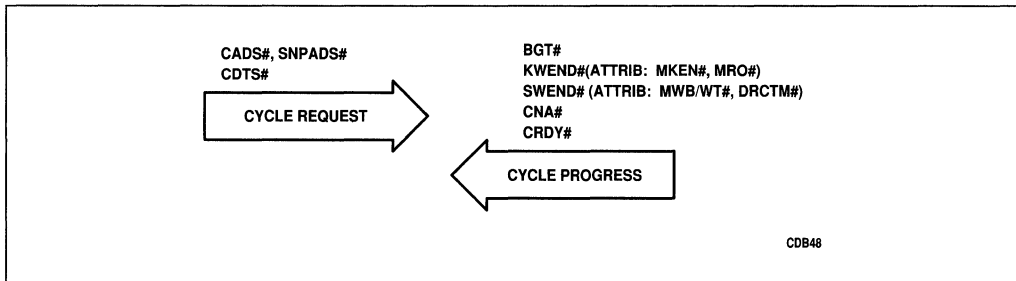 CADS#, SNPADS#
CDTS#
CYCLE REQUEST
BGT#
KWEND#(ATTRIB: MKEN#, MRO#)
SWEND# (ATTRIB: MWB/WT#, DRCTM#)
CNA#
CRDY#
CYCLE PROGRESS
CDB48